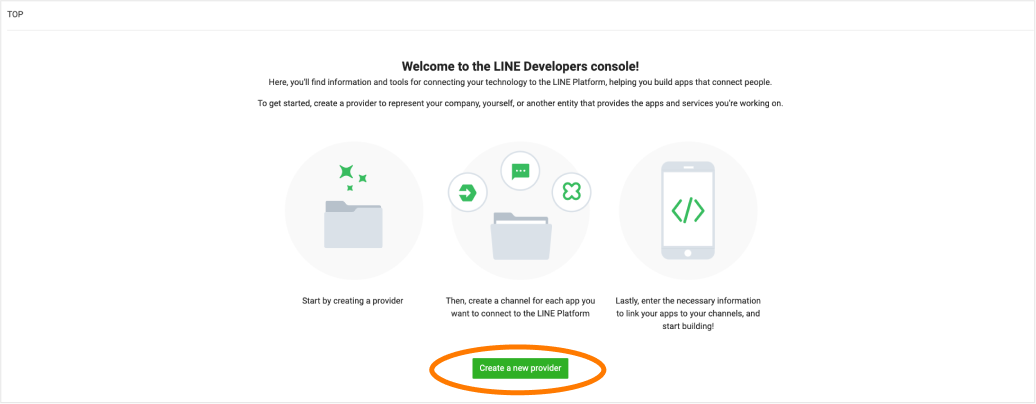 TOP
Welcome to the LINE Developers console!
Here, you'll find information and tools for connecting your technology to the LINE Platform, helping you build apps that connect people.
To get started, create a provider to represent your company, yourself, or another entity that provides the apps and services you're working on.
Start by creating a provider
Then, create a channel for each app you
want to connect to the LINE Platform
Lastly, enter the necessary information
to link your apps to your channels, and
start building!
Create a new provider